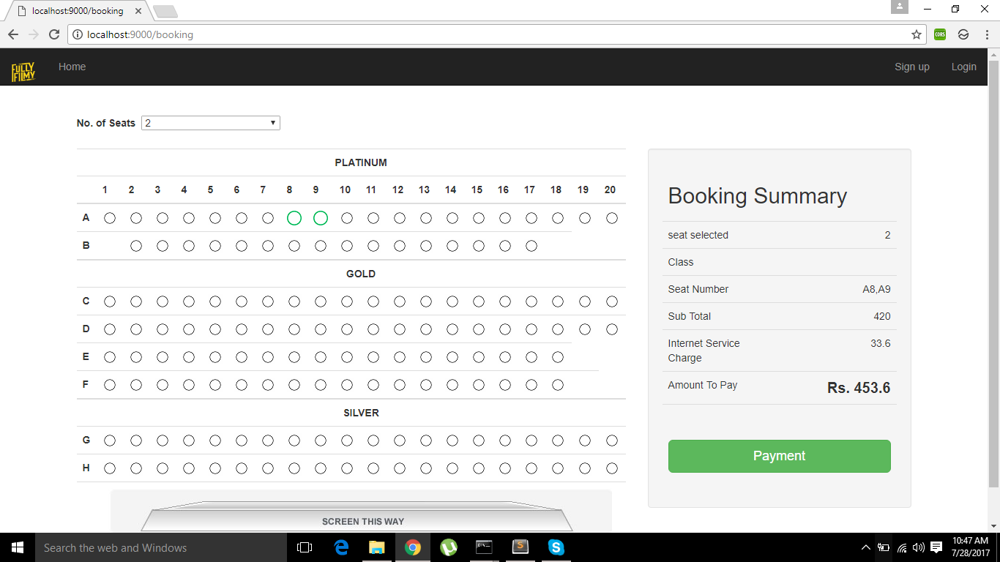 localhost:9000/booking
localhost:9000/booking
CORS
FULLY FILMY
Home
Sign up
Login
No. of Seats 2
PLATINUM
1 2 3 4 5 6 7 8 9 10 11 12 13 14 15 16 17 18 19 20
A
B
GOLD
C
D
E
F
SILVER
G
H
SCREEN THIS WAY
Booking Summary
seat selected 2
Class
Seat Number A8,A9
Sub Total 420
Internet Service
Charge 33.6
Amount To Pay Rs. 453.6
Payment
Search the web and Windows
10:47 AM
7/28/2017